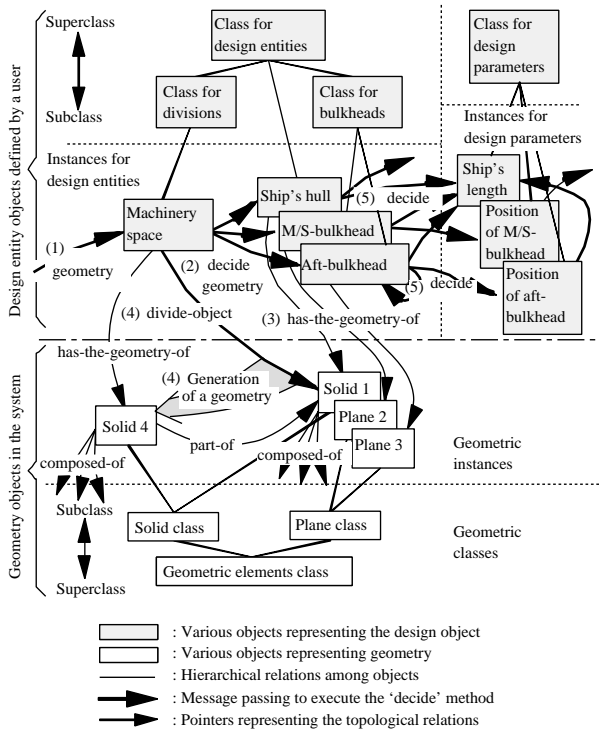 Superclass
Subclass
Design entity objects defined by a user
Class for
design entities
Class for
design
parameters
Class for
divisions
Class for
bulkheads
Instances for
design entities
Instances for
design parameters
Machinery
space
Ship's hull
M/S-bulkhead
Aft-bulkhead
Ship's
length
Position
of M/S-
bulkhead
Position
of aft-
bulkhead
(1)
geometry
(2) decide
geometry
(5) decide
(5) decide
(4) divide-object
(3) has-the-geometry-of
has-the-geometry-of
(4) Generation
of a geometry
Geometry objects in the system
Solid 1
Plane 2
Plane 3
Solid 4
part-of
composed-of
composed-of
Geometric
instances
Subclass
Superclass
Solid class
Plane class
Geometric elements class
Geometric
classes
: Various objects representing the design object
: Various objects representing geometry
: Hierarchical relations among objects
: Message passing to execute the ‘decide’ method
: Pointers representing the topological relations